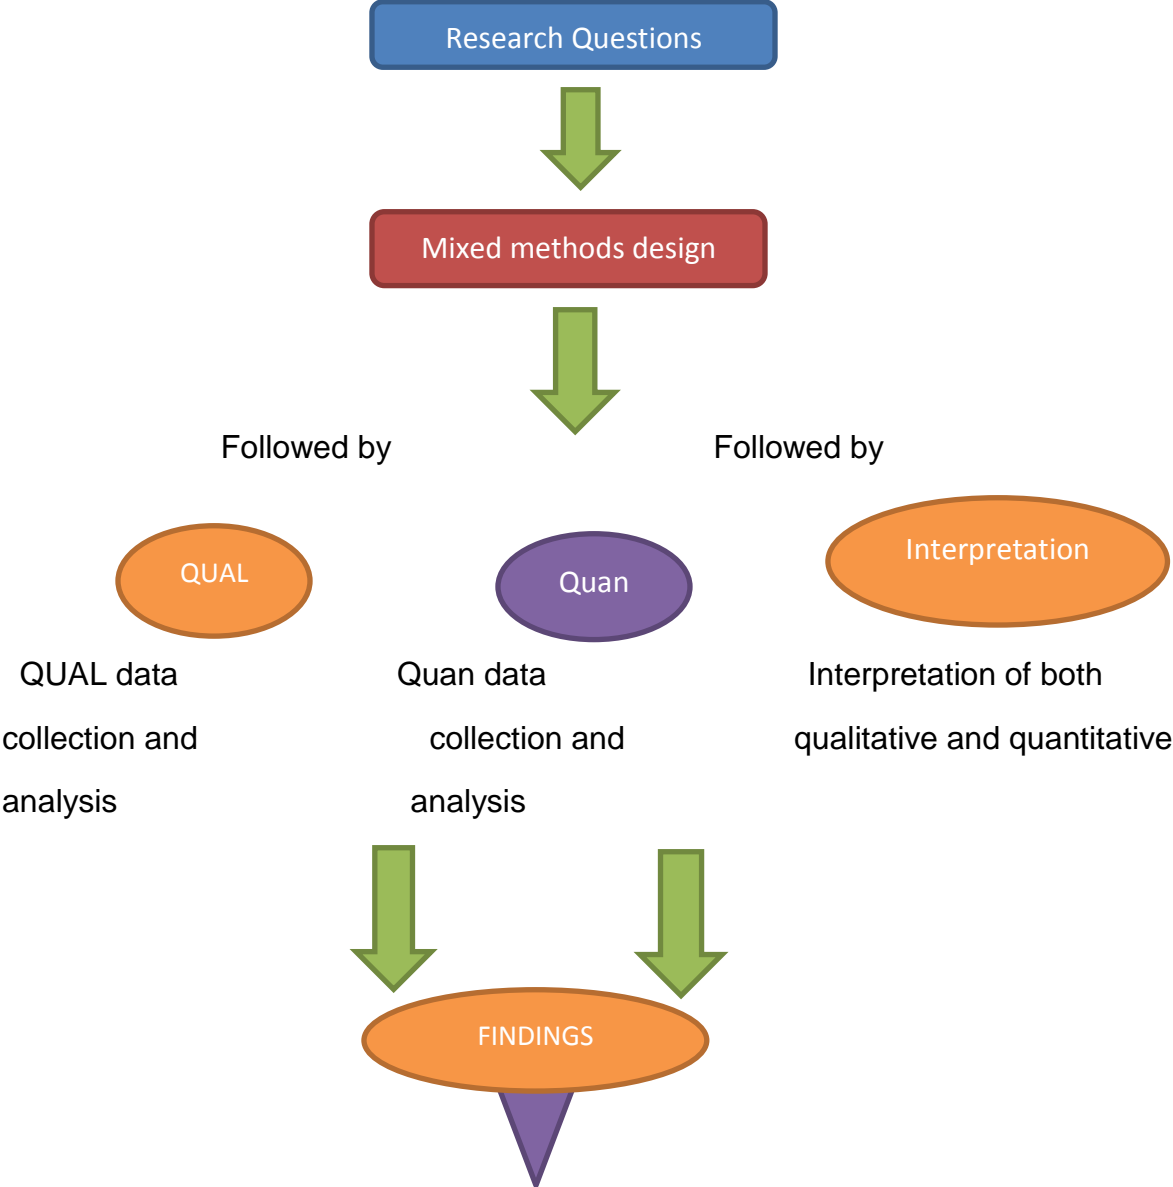 Research Questions
Mixed methods design
Followed by Followed by
QUAL Quan Interpretation
QUAL data Quan data Interpretation of both
collection and collection and qualitative and quantitative
analysis analysis
FINDINGS